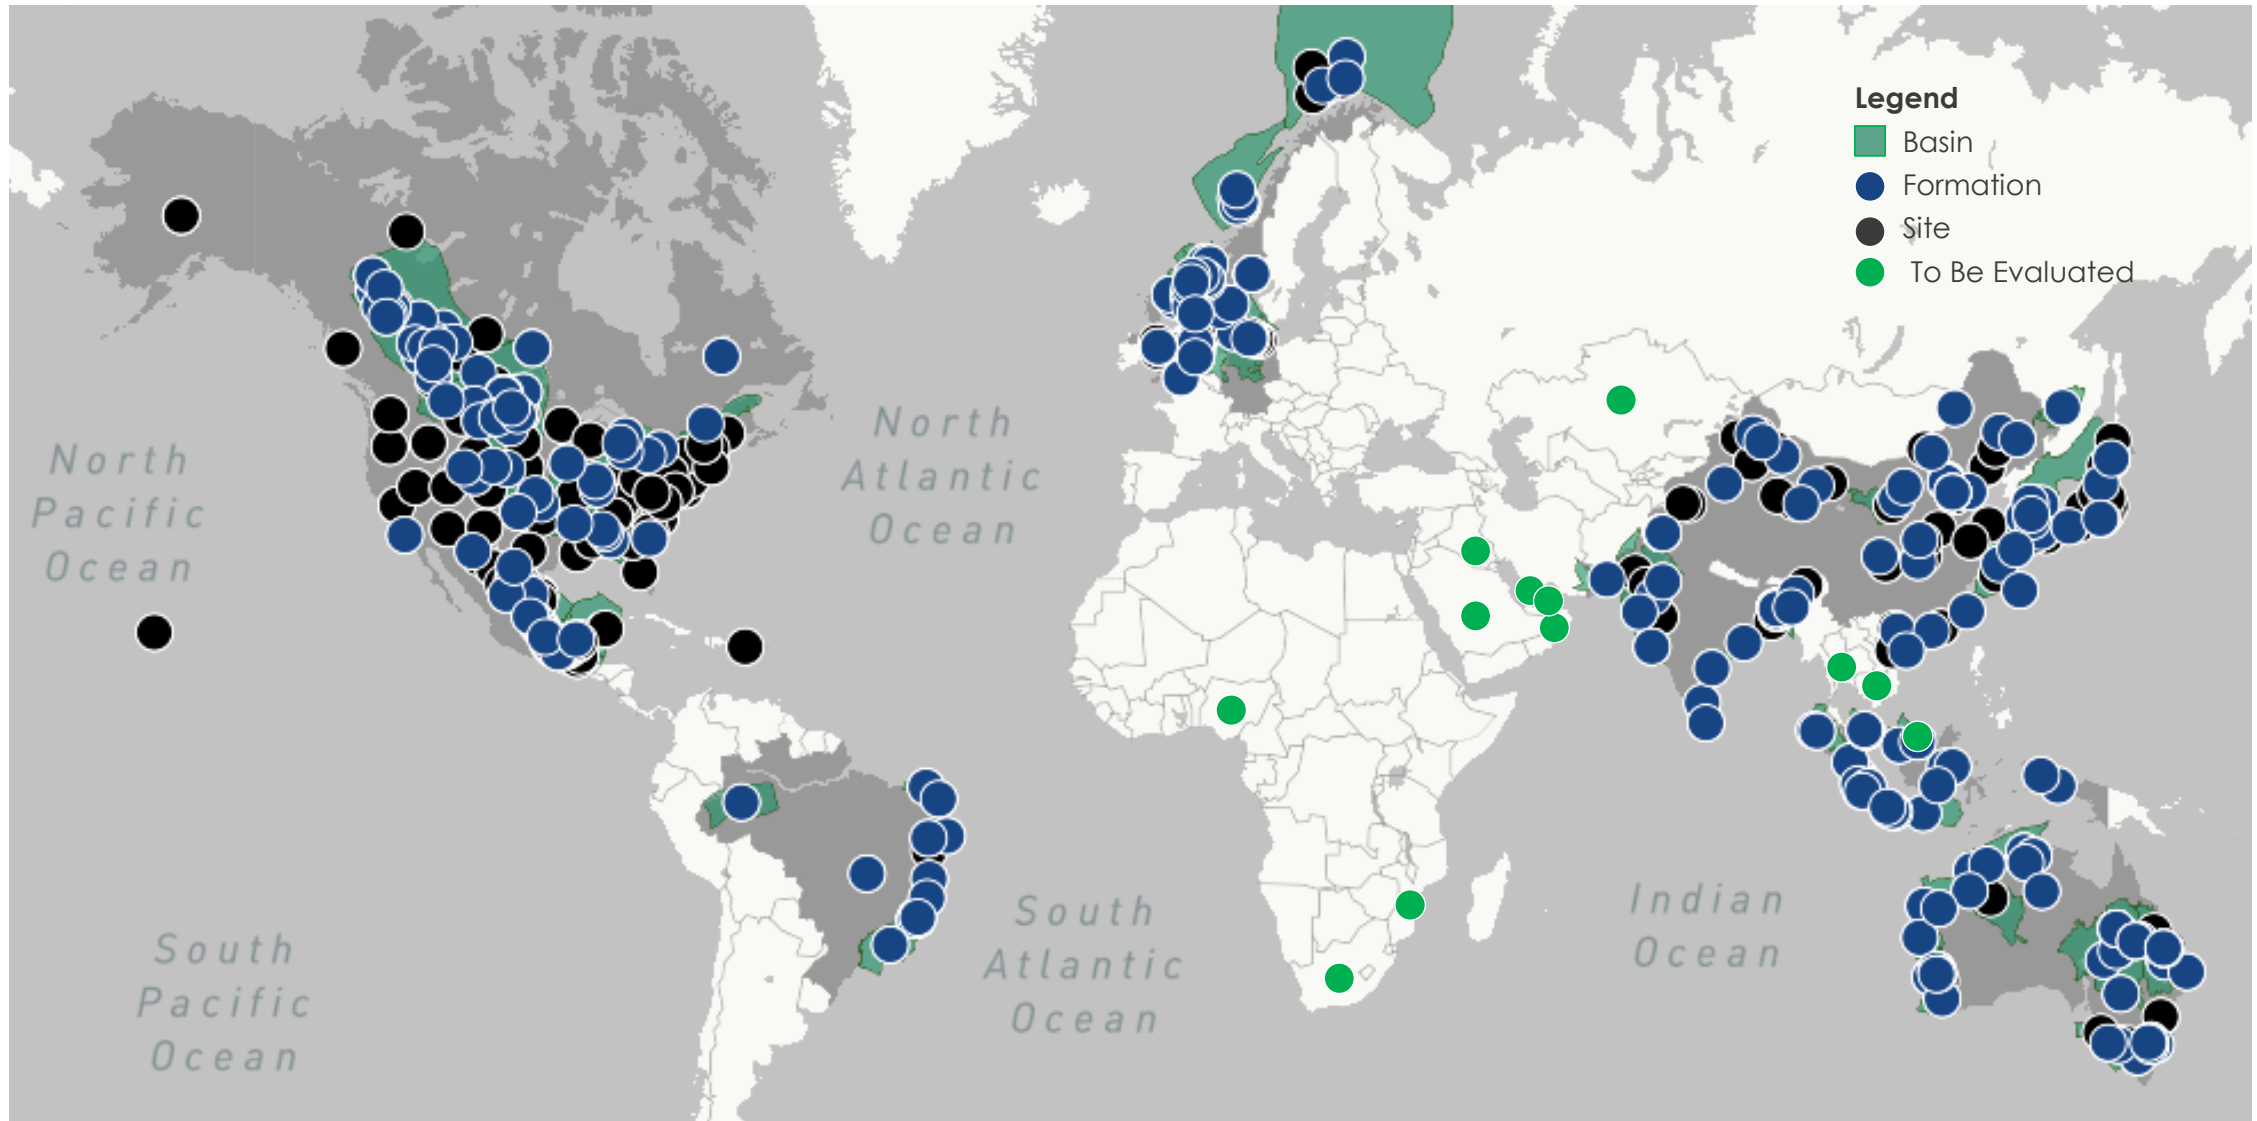 Legend
Basin
Formation
Site
To Be Evaluated
North
Pacific
Ocean
North
Atlantic
Ocean
South
Pacific
Ocean
South
Atlantic
Ocean
Indian
Ocean